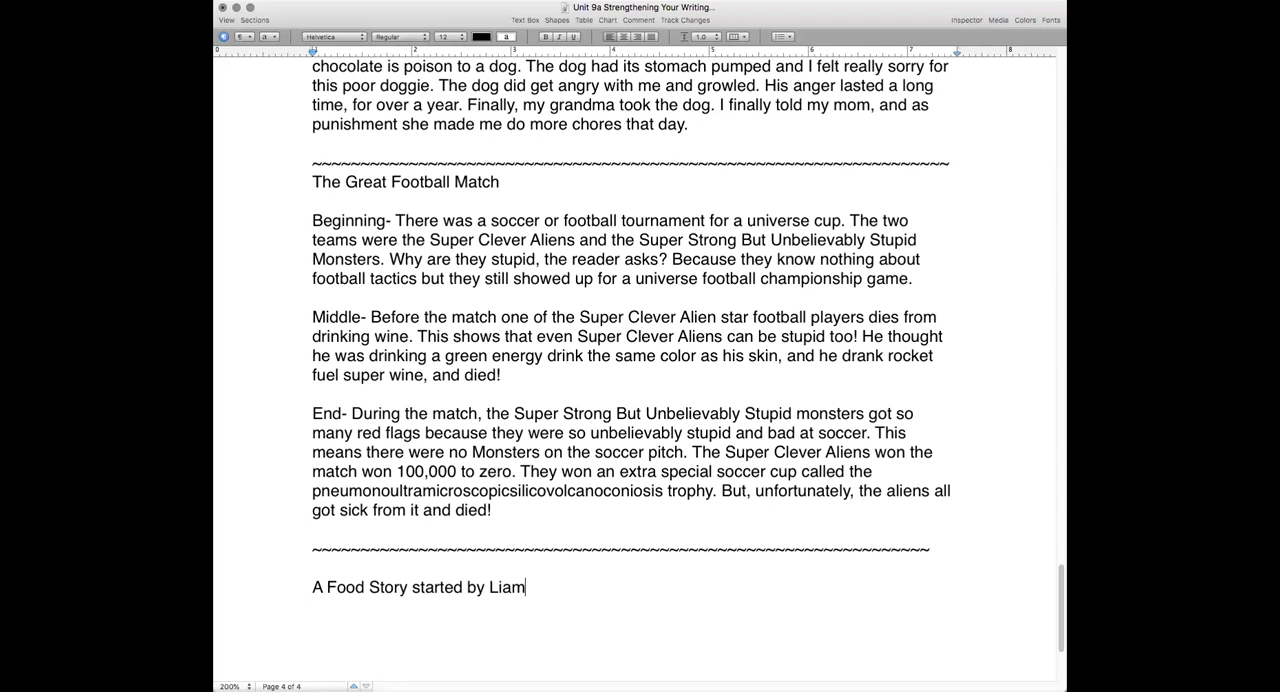 Unit 9a Strengthening Your Writing...
View Sections Text Box Shapes Table Chart Comment Track Changes Inspector Media Colors Fonts
¶ a Helvetica Regular 12 a B I U 1.0
0 1 2 3 4 5 6 7 8
chocolate is poison to a dog. The dog had its stomach pumped and I felt really sorry for
this poor doggie. The dog did get angry with me and growled. His anger lasted a long
time, for over a year. Finally, my grandma took the dog. I finally told my mom, and as
punishment she made me do more chores that day.
~~~~~~~~~~~~~~~~~~~~~~~~~~~~~~~~~~~~~~~~~~~~~~~~~~~~~~~~~~~~~~~~~~
The Great Football Match
Beginning- There was a soccer or football tournament for a universe cup. The two
teams were the Super Clever Aliens and the Super Strong But Unbelievably Stupid
Monsters. Why are they stupid, the reader asks? Because they know nothing about
football tactics but they still showed up for a universe football championship game.
Middle- Before the match one of the Super Clever Alien star football players dies from
drinking wine. This shows that even Super Clever Aliens can be stupid too! He thought
he was drinking a green energy drink the same color as his skin, and he drank rocket
fuel super wine, and died!
End- During the match, the Super Strong But Unbelievably Stupid monsters got so
many red flags because they were so unbelievably stupid and bad at soccer. This
means there were no Monsters on the soccer pitch. The Super Clever Aliens won the
match won 100,000 to zero. They won an extra special soccer cup called the
pneumonoultramicroscopicsilicovolcanoconiosis trophy. But, unfortunately, the aliens all
got sick from it and died!
~~~~~~~~~~~~~~~~~~~~~~~~~~~~~~~~~~~~~~~~~~~~~~~~~~~~~~~~~~~~~~~~
A Food Story started by Liam
200% Page 4 of 4